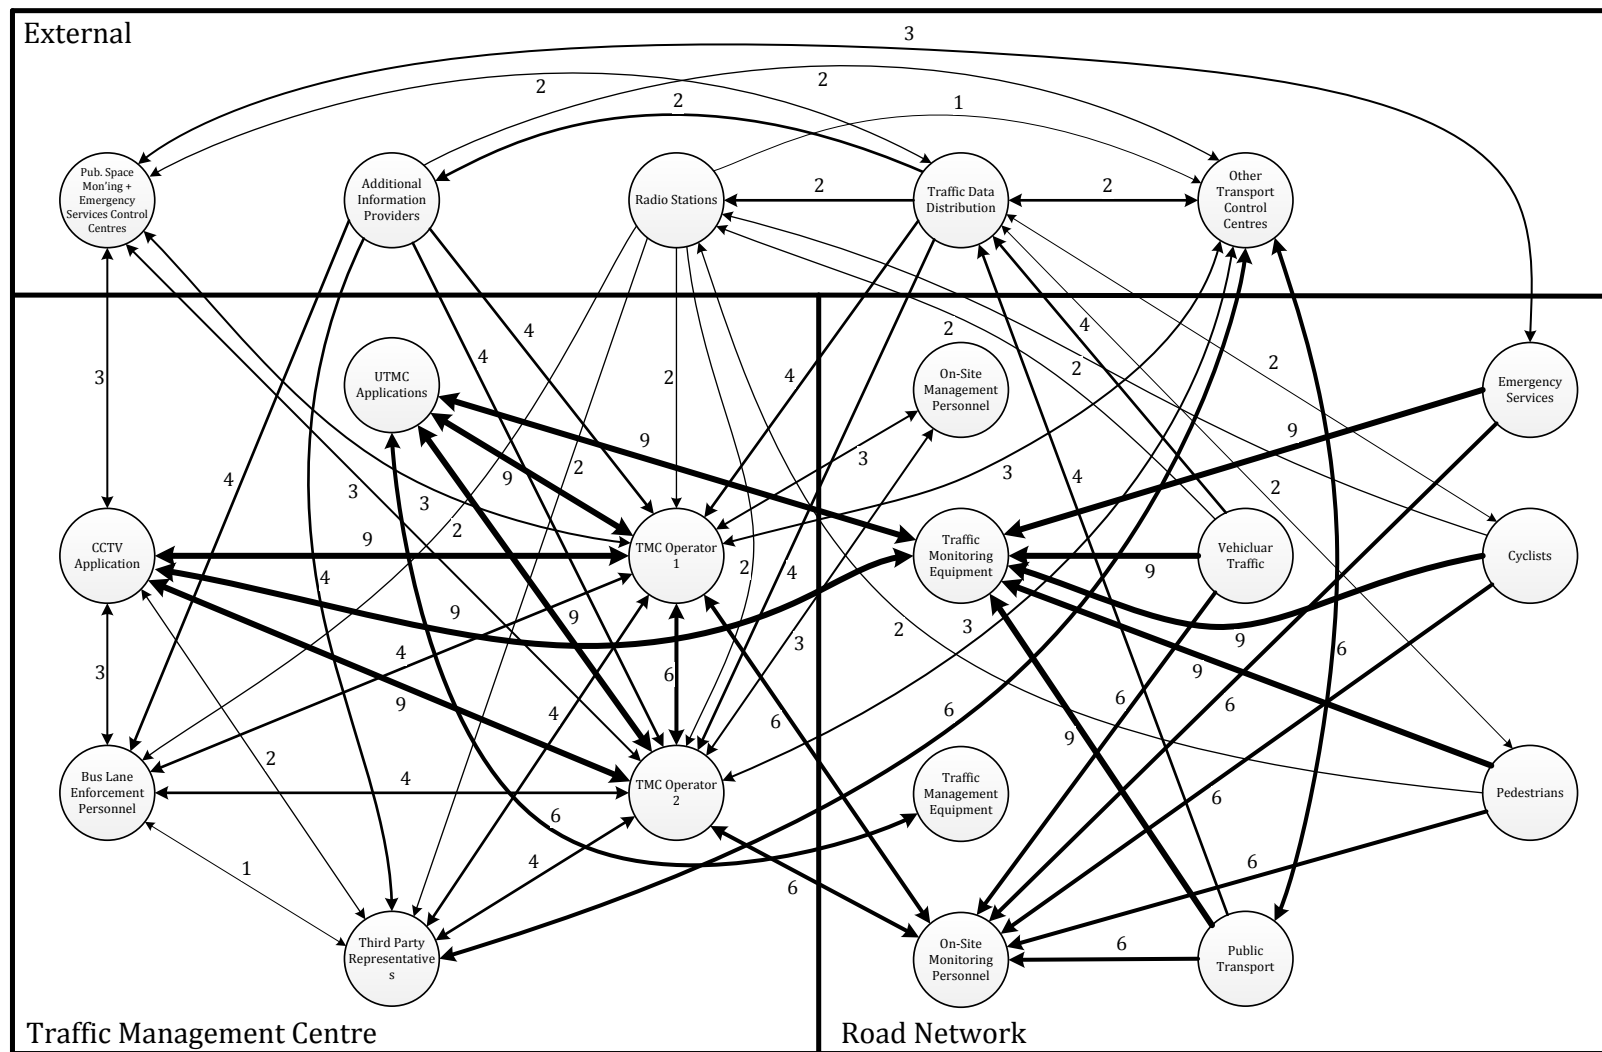 External
3
2
2
2
1
Pub. Space
Mon'ing +
Emergency
Services Control
Centres
Additional
Information
Providers
Radio Stations
2
Traffic Data
Distribution
2
Other
Transport
Control
Centres
4
4
2
4
2
4
2
2
3
UTMC
Applications
On-Site
Management
Personnel
Emergency
Services
9
9
3
4
3
3
9
2
2
3
4
2
9
CCTV
Application
TMC Operator
1
Traffic
Monitoring
Equipment
9
Vehicluar
Traffic
Cyclists
4
2
4
9
9
2
3
9
3
4
6
9
6
3
9
4
6
6
9
6
2
Bus Lane
Enforcement
Personnel
4
TMC Operator
2
Traffic
Management
Equipment
Pedestrians
6
6
1
4
6
6
Third Party
Representative
s
On-Site
Monitoring
Personnel
6
Public
Transport
Traffic Management Centre
Road Network